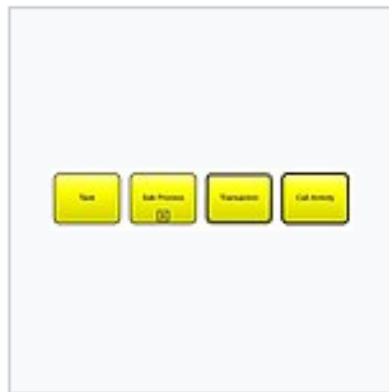 Task
Sub Process
Transaction
Call Activity